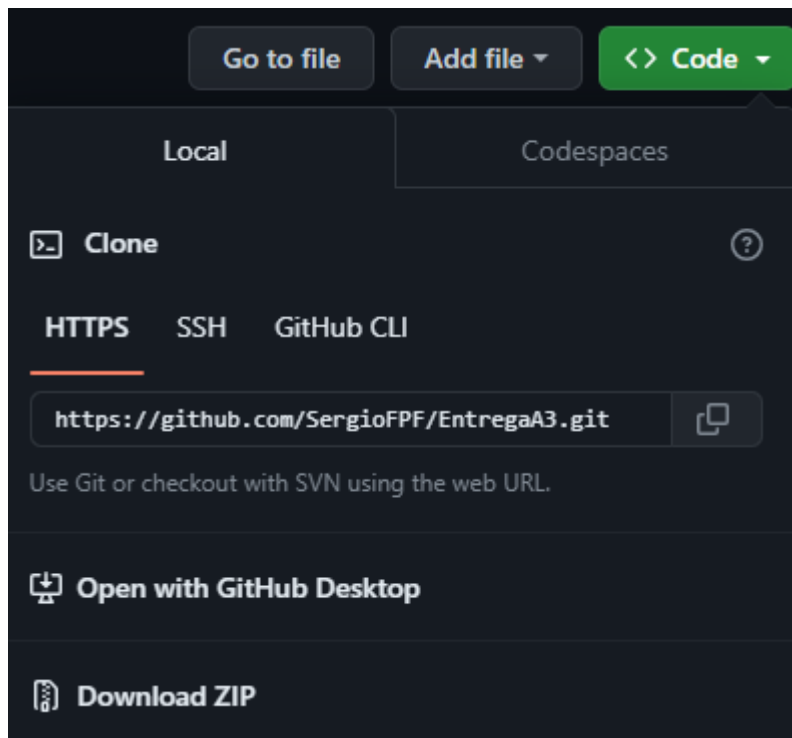 Go to file Add file <> Code
Local Codespaces
Clone
HTTPS SSH GitHub CLI
https://github.com/SergioFPF/EntregaA3.git
Use Git or checkout with SVN using the web URL.
Open with GitHub Desktop
Download ZIP